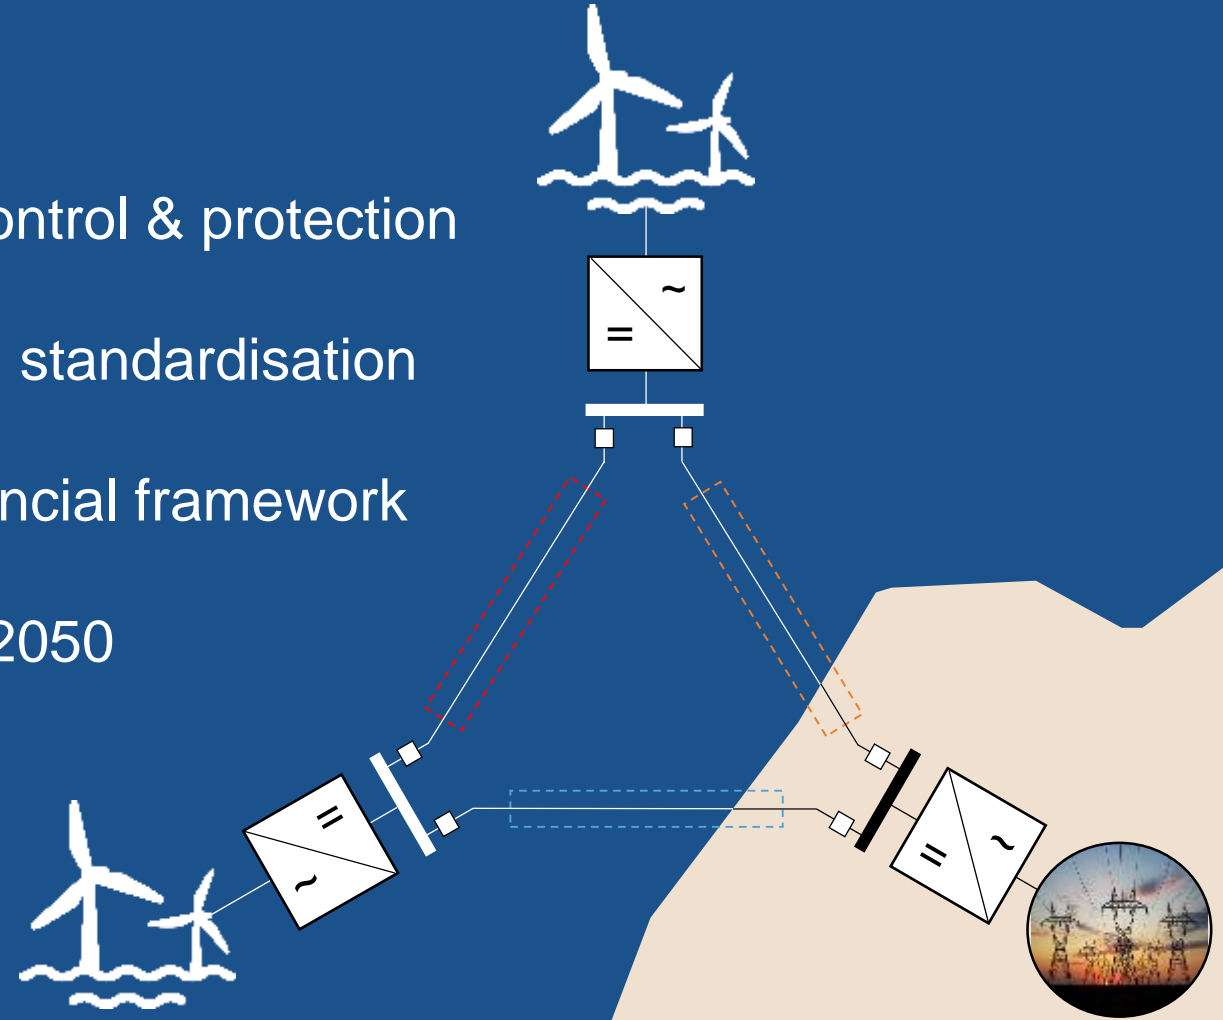 ontrol & protection
standardisation
ncial framework
2050
~
=
=
~
~
=